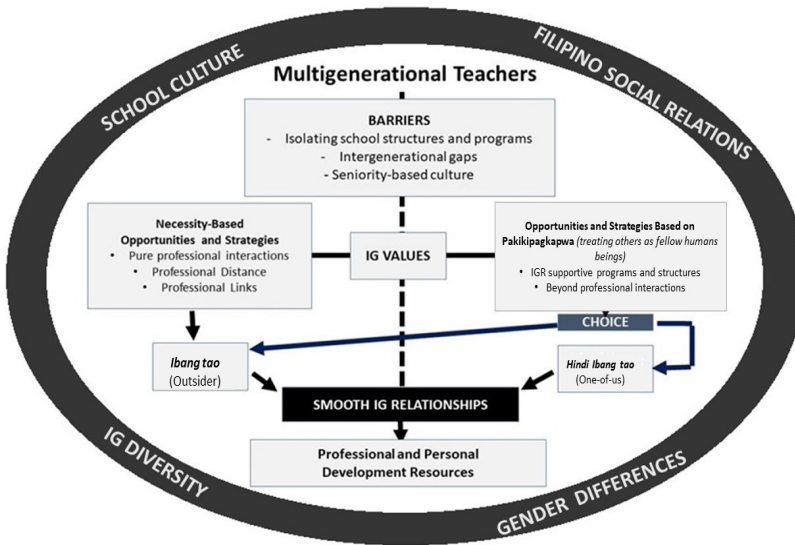 SCHOOL CULTURE
FILIPINO SOCIAL RELATIONS
Multigenerational Teachers
BARRIERS
- Isolating school structures and programs
- Intergenerational gaps
- Seniority-based culture
Necessity-Based
Opportunities and Strategies
• Pure professional interactions
• Professional Distance
• Professional Links
IG VALUES
Opportunities and Strategies Based on
Pakikipagkapwa (treating others as fellow humans
beings)
• IGR supportive programs and structures
• Beyond professional interactions
CHOICE
Ibang tao
(Outsider)
Hindi Ibang tao
(One-of-us)
SMOOTH IG RELATIONSHIPS
Professional and Personal
Development Resources
IG DIVERSITY
GENDER DIFFERENCES